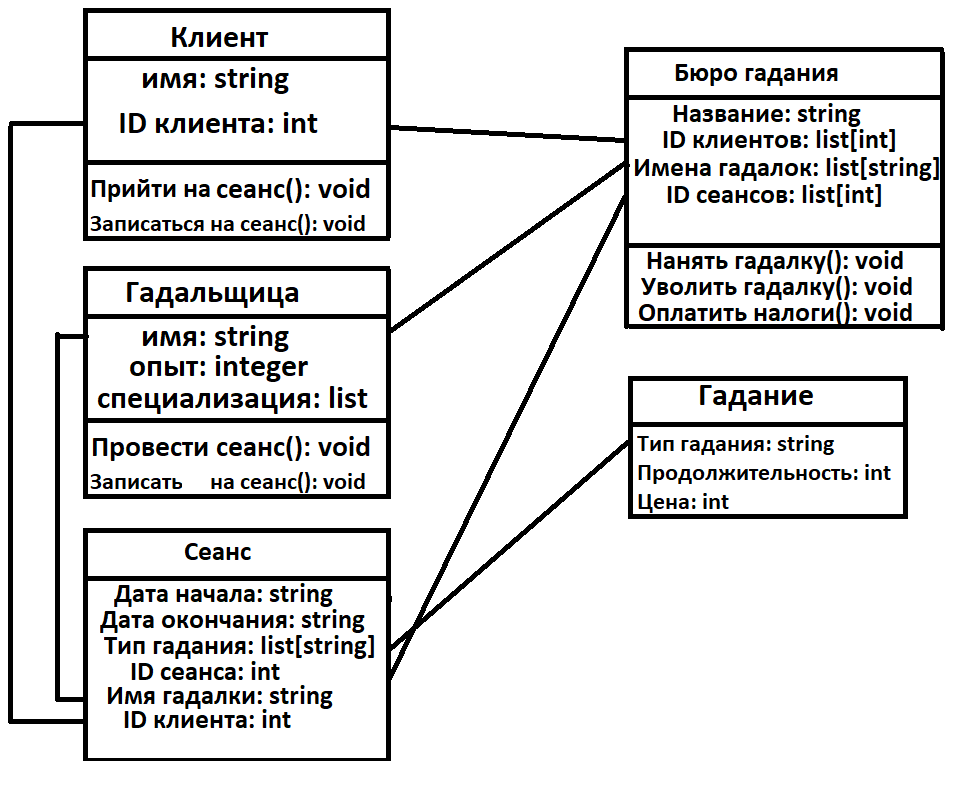 Клиент
имя: string
ID клиента: int
Прийти на сеанс(): void
Записаться на сеанс(): void
Гадальщица
имя: string
опыт: integer
специализация: list
Провести сеанс(): void
Записать на сеанс(): void
Сеанс
Дата начала: string
Дата окончания: string
Тип гадания: list[string]
ID сеанса: int
Имя гадалки: string
ID клиента: int
Бюро гадания
Название: string
ID клиентов: list[int]
Имена гадалок: list[string]
ID сеансов: list[int]
Нанять гадалку(): void
Уволить гадалку(): void
Оплатить налоги(): void
Гадание
Тип гадания: string
Продолжительность: int
Цена: int